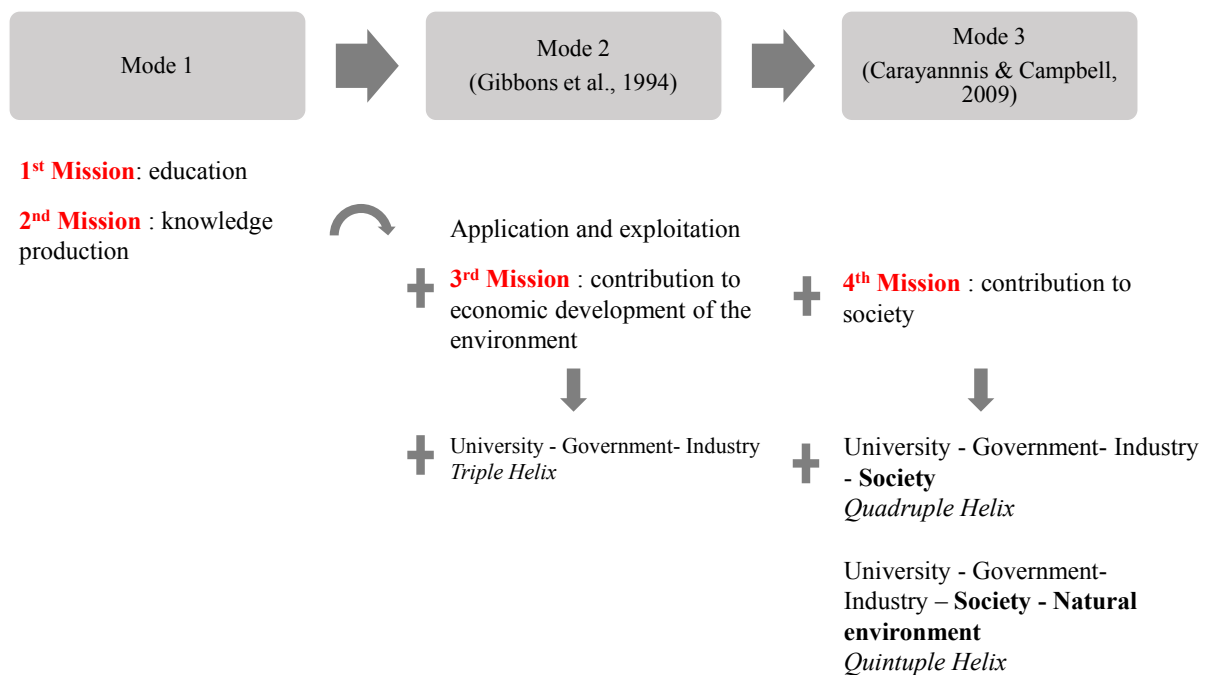 Mode 1
Mode 2
(Gibbons et al., 1994)
Mode 3
(Carayannnis & Campbell,
2009)
1st Mission: education
2nd Mission : knowledge
production
Application and exploitation
3rd Mission : contribution to
economic development of the
environment
4th Mission : contribution to
society
University - Government- Industry
Triple Helix
University - Government- Industry
- Society
Quadruple Helix
University - Government-
Industry – Society - Natural
environment
Quintuple Helix